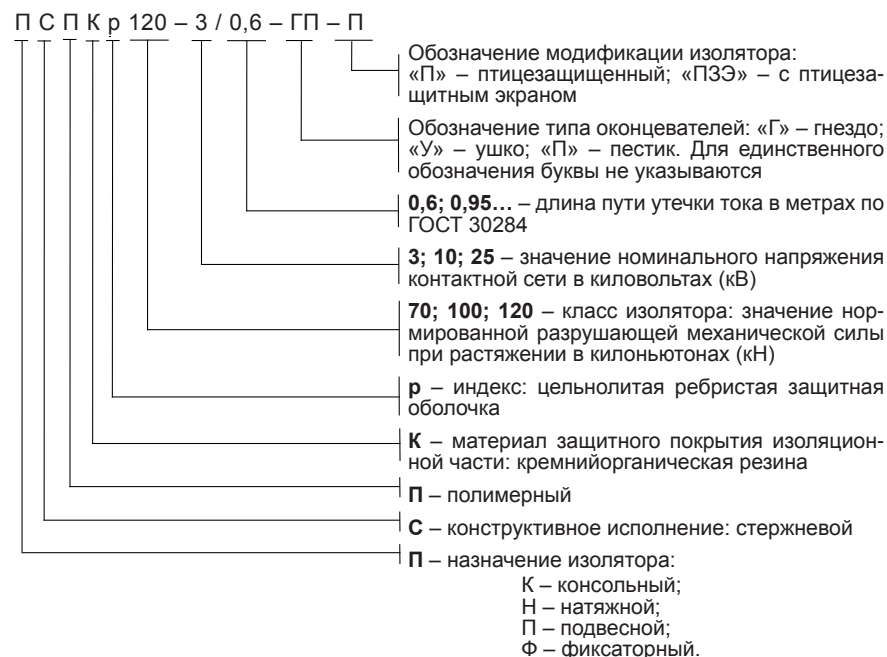 П С П К р 120 – 3 / 0,6 – ГП – П
Обозначение модификации изолятора:
«П» – птицезащищенный; «ПЗЭ» – с птицеза-
щитным экраном
Обозначение типа оконцевателей: «Г» – гнездо;
«У» – ушко; «П» – пестик. Для единственного
обозначения буквы не указываются
0,6; 0,95… – длина пути утечки тока в метрах по
ГОСТ 30284
3; 10; 25 – значение номинального напряжения
контактной сети в киловольтах (кВ)
70; 100; 120 – класс изолятора: значение нор-
мированной разрушающей механической силы
при растяжении в килоньютонах (кН)
р – индекс: цельнолитая ребристая защитная
оболочка
К – материал защитного покрытия изоляцион-
ной части: кремнийорганическая резина
П – полимерный
С – конструктивное исполнение: стержневой
П – назначение изолятора:
К – консольный;
Н – натяжной;
П – подвесной;
Ф – фиксаторный.